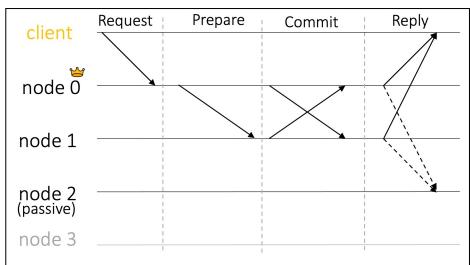 Request Prepare Commit Reply
client
node 0
node 1
node 2
(passive)
node 3